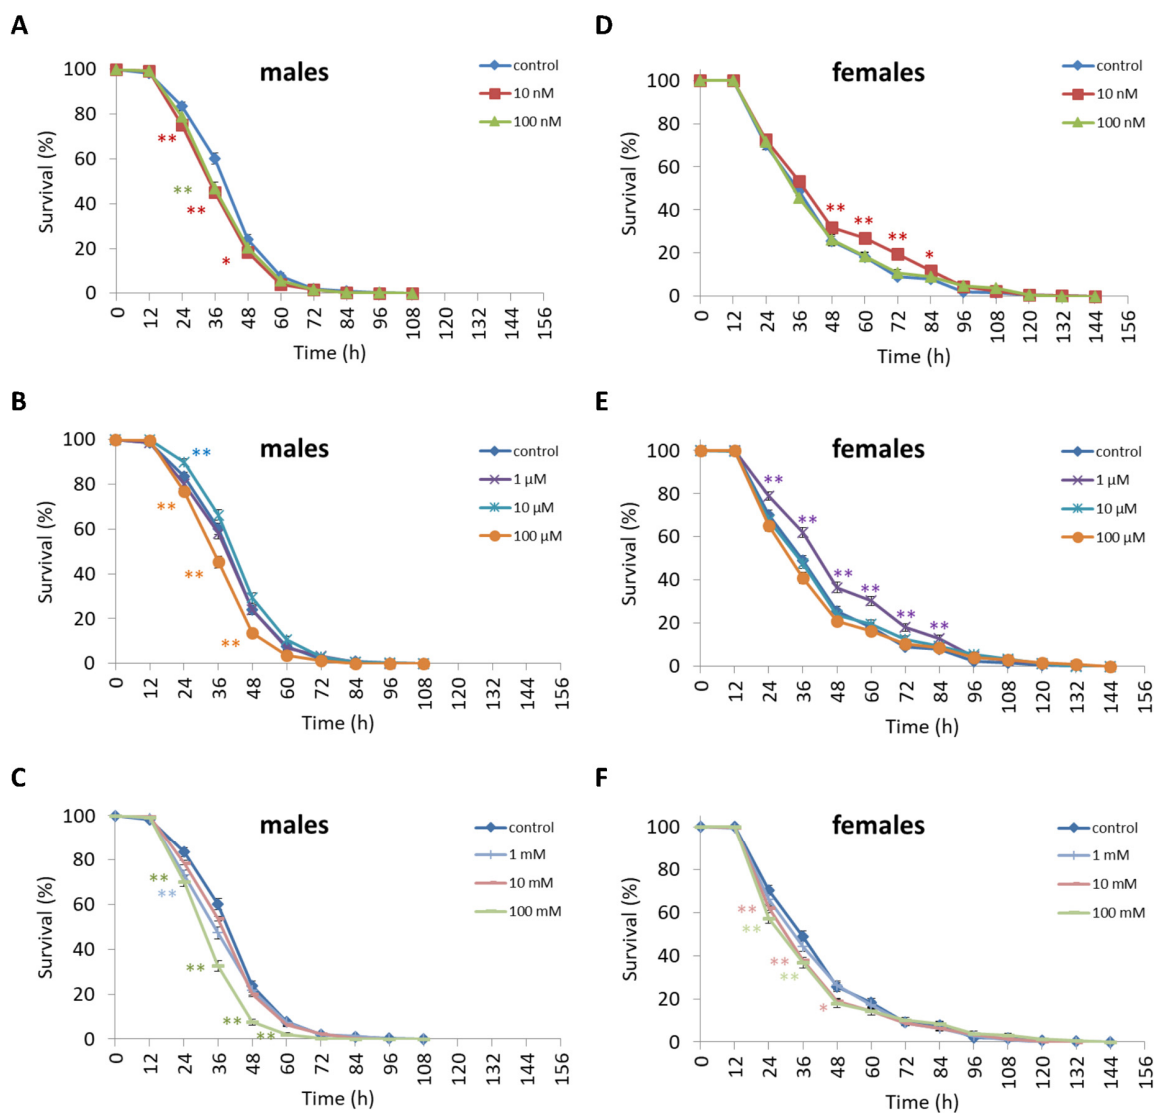 A
males
control
10 nM
100 nM
Survival (%)
100
80
60
40
20
0
**
**
**
*
0 12 24 36 48 60 72 84 96 108 120 132 144 156
Time (h)
D
females
control
10 nM
100 nM
Survival (%)
100
80
60
40
20
0
** ** ** *
0 12 24 36 48 60 72 84 96 108 120 132 144 156
Time (h)
B
males
control
1 µM
10 µM
100 µM
Survival (%)
100
80
60
40
20
0
**
**
**
**
0 12 24 36 48 60 72 84 96 108 120 132 144 156
Time (h)
E
females
control
1 µM
10 µM
100 µM
Survival (%)
100
80
60
40
20
0
** ** ** ** ** **
0 12 24 36 48 60 72 84 96 108 120 132 144 156
Time (h)
C
males
control
1 mM
10 mM
100 mM
Survival (%)
100
80
60
40
20
0
**
**
**
**
**
0 12 24 36 48 60 72 84 96 108 120 132 144 156
Time (h)
F
females
control
1 mM
10 mM
100 mM
Survival (%)
100
80
60
40
20
0
**
**
**
**
*
0 12 24 36 48 60 72 84 96 108 120 132 144 156
Time (h)